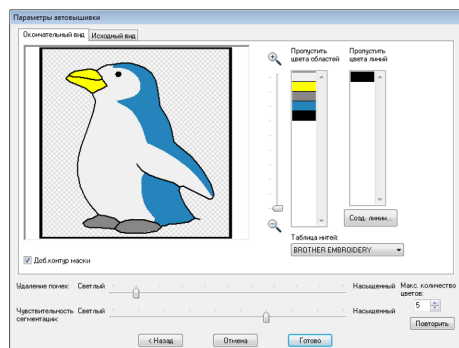 Параметры автовышивки
Окончательный вид Исходный вид
Пропустить цвета областей
Пропустить цвета линий
Созд. линии...
Таблица нитей:
BROTHER EMBROIDERY
Доб.контур маски
Удаление помех: Светлый Насыщенный
Макс. количество цветов:
5
Чувствительность сегментации: Светлый Насыщенный
Повторить
< Назад Отмена Готово